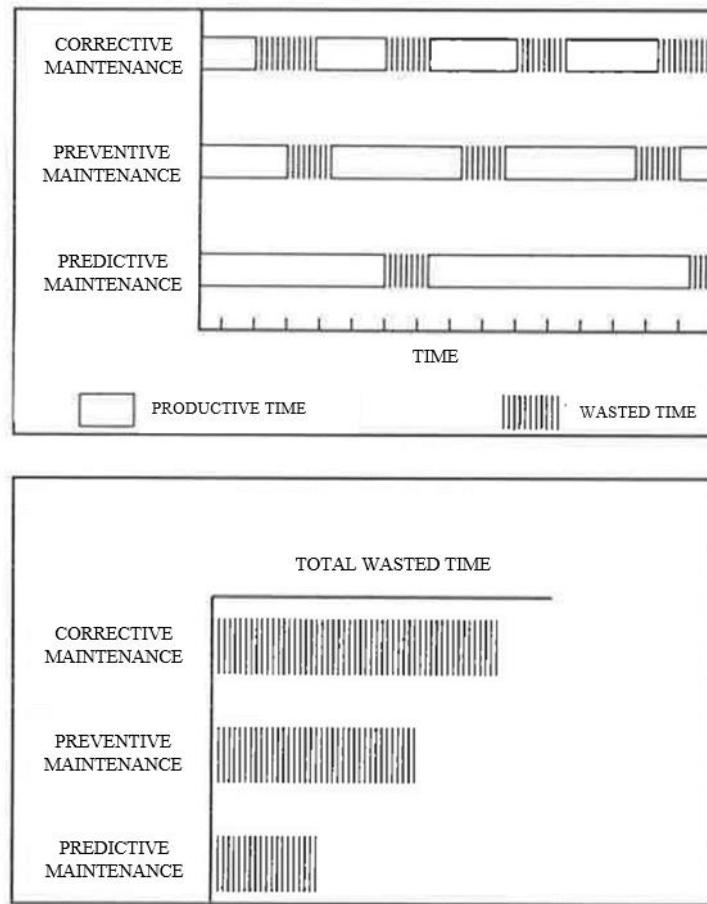 CORRECTIVE
MAINTENANCE
PREVENTIVE
MAINTENANCE
PREDICTIVE
MAINTENANCE
TIME
PRODUCTIVE TIME
WASTED TIME
TOTAL WASTED TIME
CORRECTIVE
MAINTENANCE
PREVENTIVE
MAINTENANCE
PREDICTIVE
MAINTENANCE